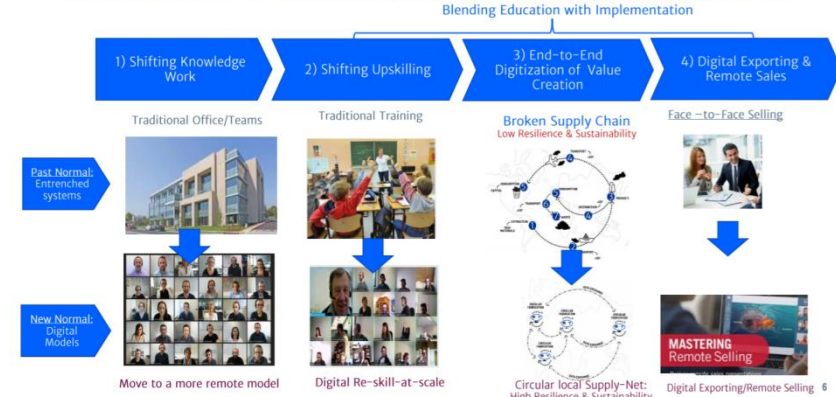 Blending Education with Implementation
1) Shifting Knowledge
Work
2) Shifting Upskilling
3) End-to-End
Digitization of Value
Creation
4) Digital Exporting &
Remote Sales
Traditional Office/Teams
Traditional Training
Broken Supply Chain
Low Resilience & Sustainability
Face –to-Face Selling
Past Normal:
Entrenched
systems
New Normal:
Digital
Models
MASTERING
Remote Selling
Move to a more remote model
Digital Re-skill-at-scale
Circular local Supply-Net:
High Resilience & Sustainability
Digital Exporting/Remote Selling
6